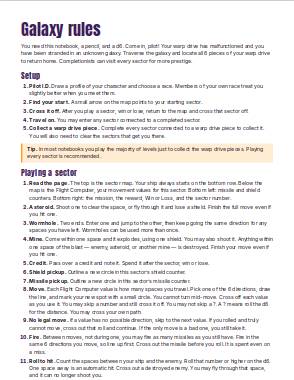 Galaxy rules
You need this notebook, a pencil, and a d6. Come in, pilot! Your warp drive has malfunctioned and you
have been stranded in an unknown galaxy. Traverse the galaxy and locate all 6 pieces of your warp drive
to return home. Completionists can visit every sector for more prestige.
Setup
1. Pilot I.D. Draw a profile of your character and choose a race. Members of your own race treat you
slightly better when you meet them.
2. Find your start. A small arrow on the map points to your starting sector.
3. Cross it off. After you play a sector, win or lose, return to the map and cross that sector off.
4. Travel on. You may enter any sector connected to a completed sector.
5. Collect a warp drive piece. Complete every sector connected to a warp drive piece to collect it.
You will also need to clear the sectors that get you there.
Tip. In most notebooks you play the majority of levels just to collect the warp drive pieces. Playing
every sector is recommended.
Playing a sector
1. Read the page. The top is the sector map. Your ship always starts on the bottom row. Below the
map is the Flight Computer, your movement values for this sector. Bottom left: missile and shield
counters. Bottom right: the mission, the reward, Win or Loss, and the sector number.
2. Asteroid. Shoot one to clear the space, or fly through it and lose a shield. Finish the full move even if
you hit one.
3. Wormhole. Two ends. Enter one and jump to the other, then keep going the same direction for any
spaces you have left. Wormholes can be used more than once.
4. Mine. Come within one space and it explodes, using one shield. You may also shoot it. Anything within
one space of the blast — enemy, asteroid, or another mine — is destroyed. Finish your move even if
you hit one.
5. Credit. Pass over a credit and note it. Spend it after the sector, win or lose.
6. Shield pickup. Outline a new circle in this sector's shield counter.
7. Missile pickup. Outline a new circle in this sector's missile counter.
8. Move. Each Flight Computer value is how many spaces you travel. Pick one of the 6 directions, draw
the line, and mark your new spot with a small circle. You cannot turn mid-move. Cross off each value
as you use it. You may skip a number and still cross it off. You may not skip a ?. A ? means roll the d6
for the distance. You may cross your own path.
9. No legal move. If a value has no possible direction, skip to the next value. If you rolled and truly
cannot move, cross out that roll and continue. If the only move is a bad one, you still take it.
10. Fire. Between moves, not during one, you may fire as many missiles as you still have. Fire in the
same 6 directions you move, so line up first. Cross out the missile before you roll. It is spent even on
a miss.
11. Roll to hit. Count the spaces between your ship and the enemy. Roll that number or higher on the d6.
One space away is an automatic hit. Cross out a destroyed enemy. You may fly through that space,
and it can no longer shoot you.